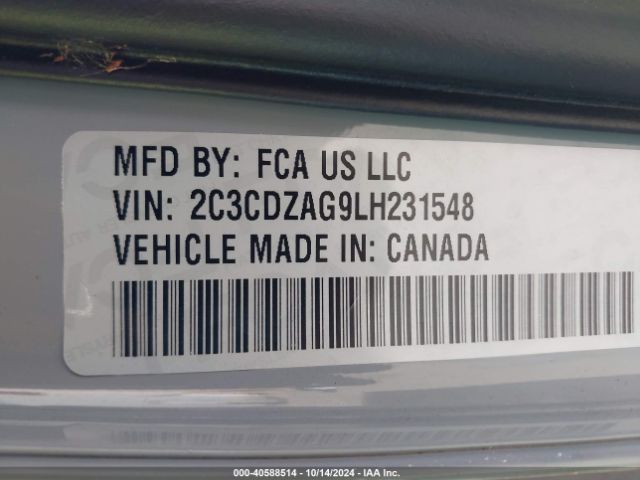 MFD BY: FCA US LLC
VIN: 2C3CDZAG9LH231548
VEHICLE MADE IN: CANADA
000-40588514 - 10/14/2024 - IAA Inc.